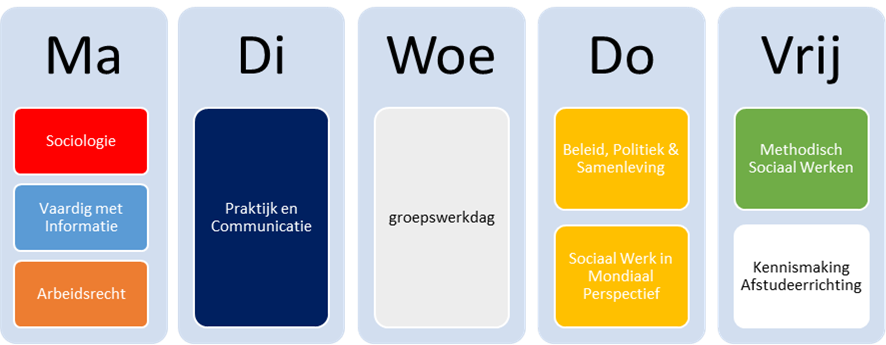 Ma
Sociologie
Vaardig met
Informatie
Arbeidsrecht
Di
Praktijk en
Communicatie
Woe
groepswerkdag
Do
Beleid, Politiek &
Samenleving
Sociaal Werk in
Mondiaal
Perspectief
Vrij
Methodisch
Sociaal Werken
Kennismaking
Afstudeerrichting